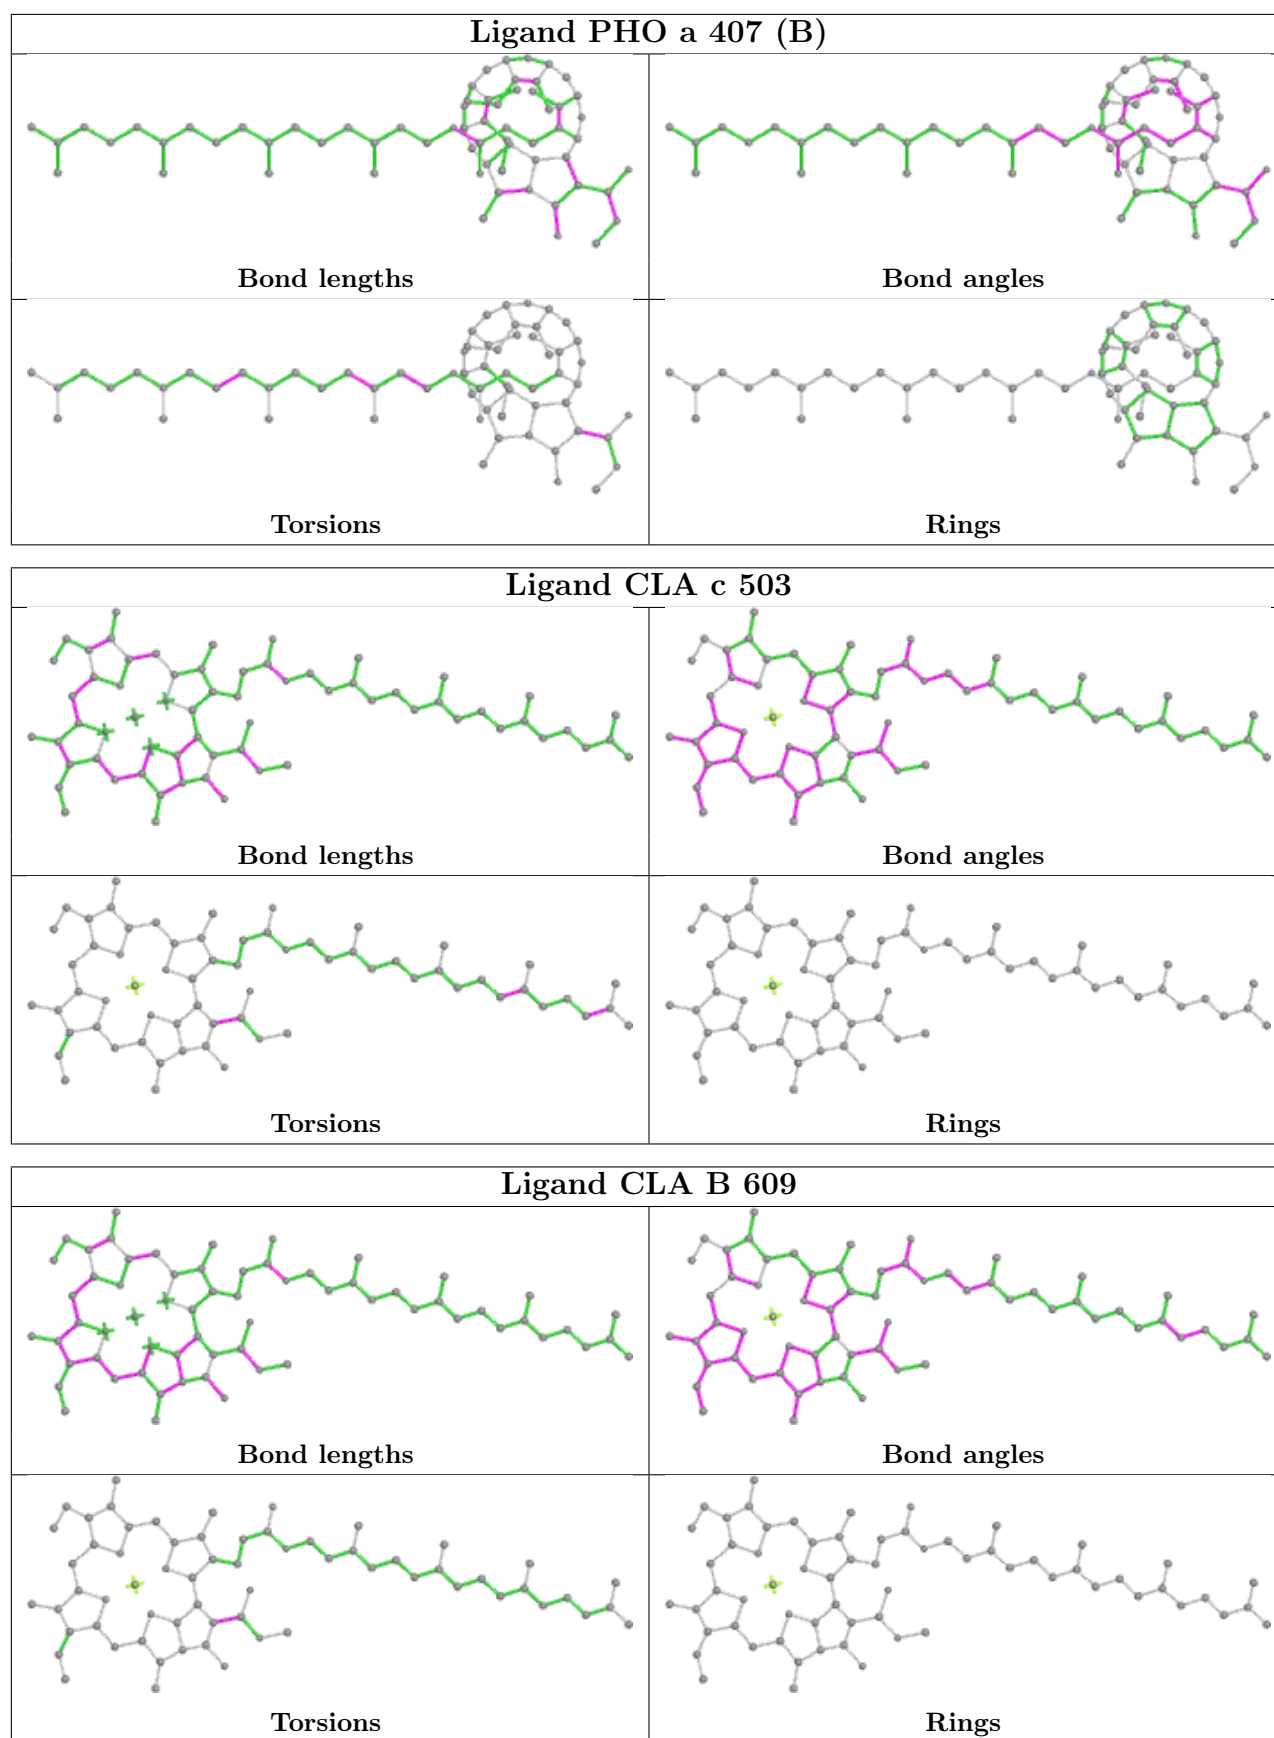 Ligand PHO a 407 (B)
Bond lengths
Bond angles
Torsions
Rings
Ligand CLA c 503
Bond lengths
Bond angles
Torsions
Rings
Ligand CLA B 609
Bond lengths
Bond angles
Torsions
Rings